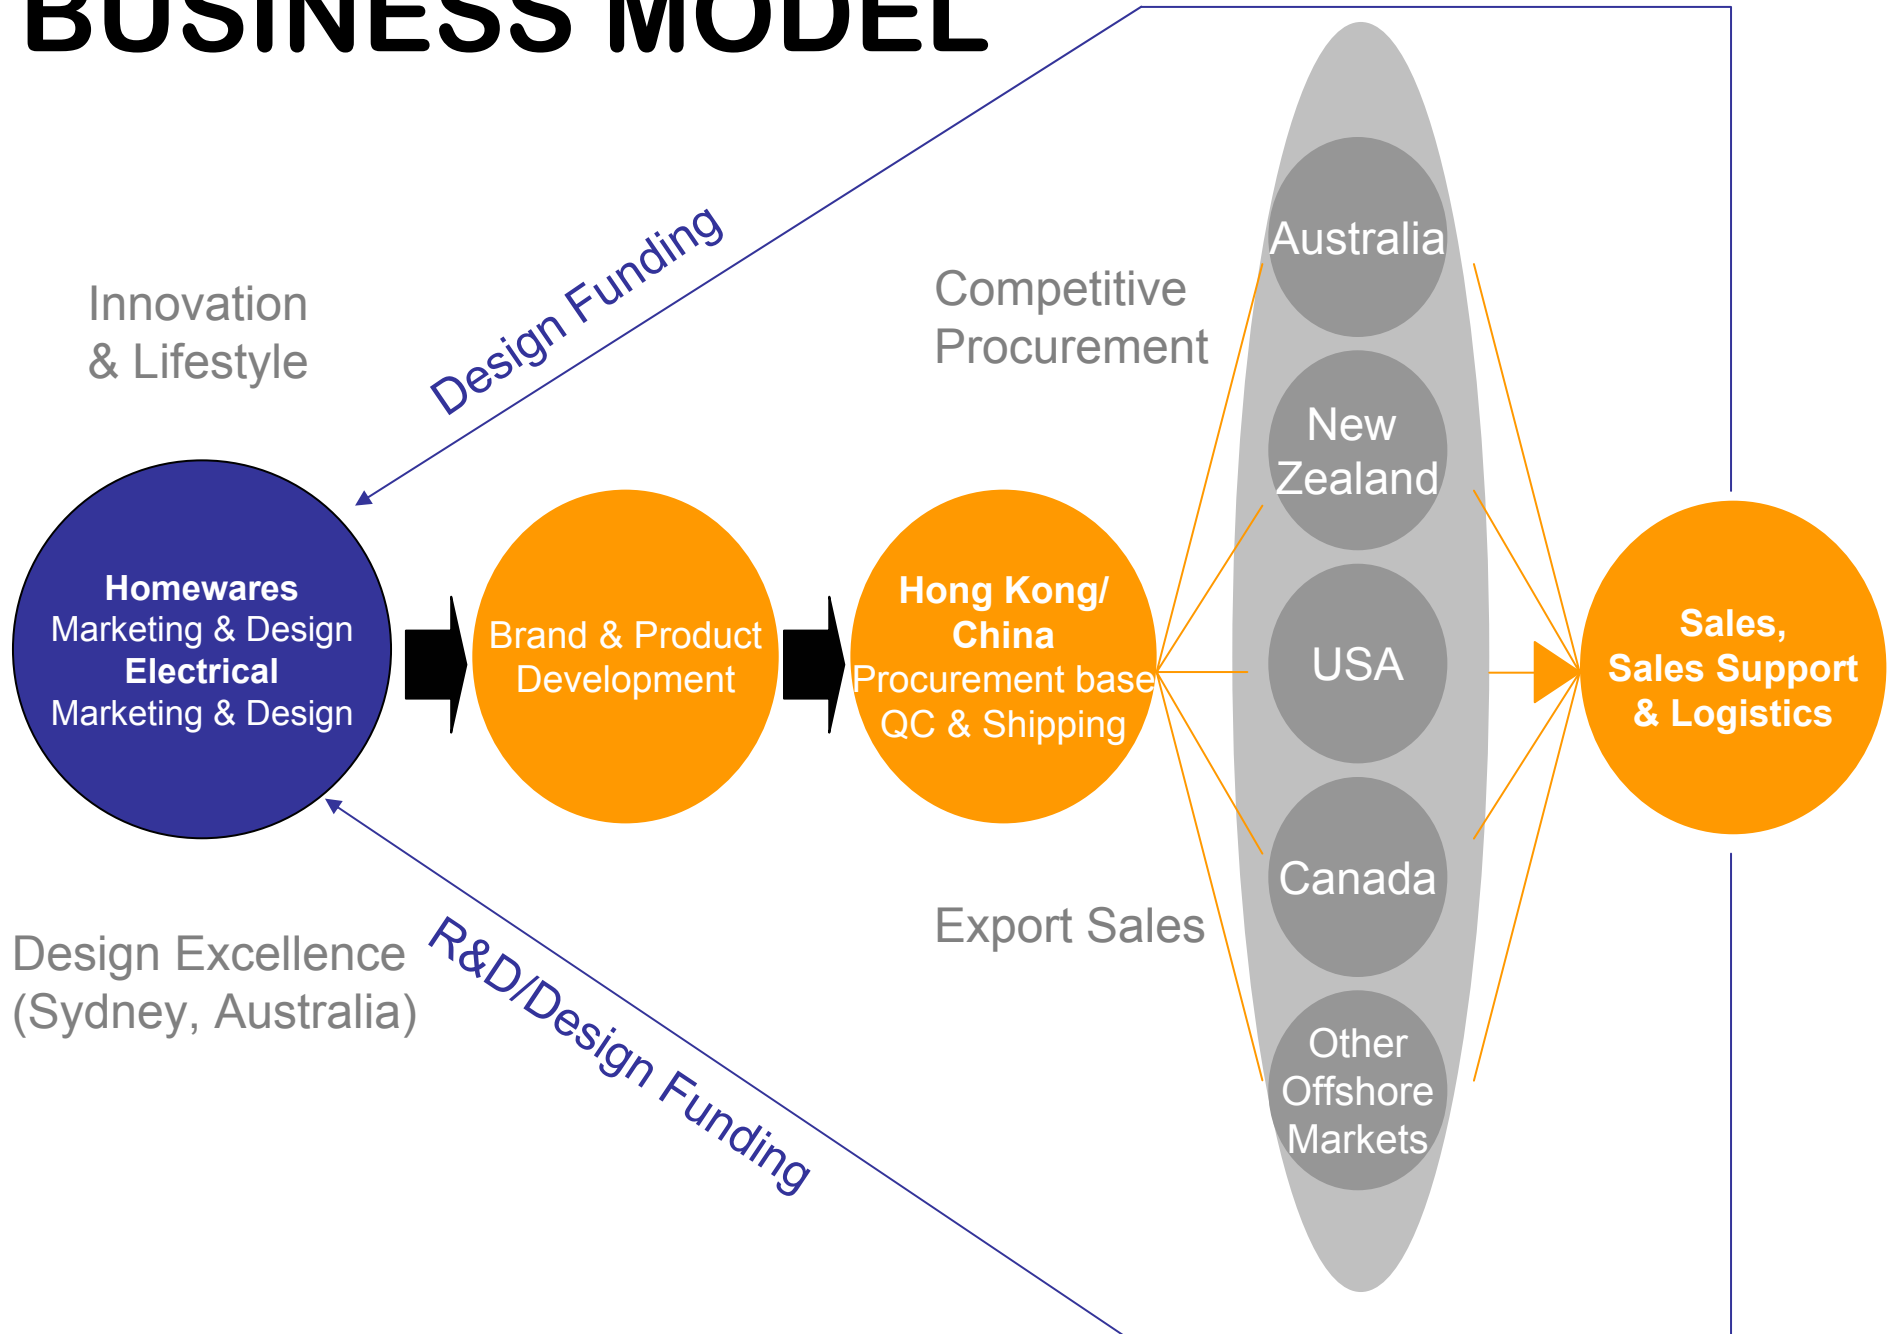 BUSINESS MODEL
Innovation
& Lifestyle
Design Funding
Competitive
Procurement
Homewares
Marketing & Design
Electrical
Marketing & Design
Brand & Product
Development
Hong Kong/
China
Procurement base
QC & Shipping
Australia
New
Zealand
USA
Canada
Other
Offshore
Markets
Sales,
Sales Support
& Logistics
Export Sales
Design Excellence
(Sydney, Australia)
R&D/Design Funding